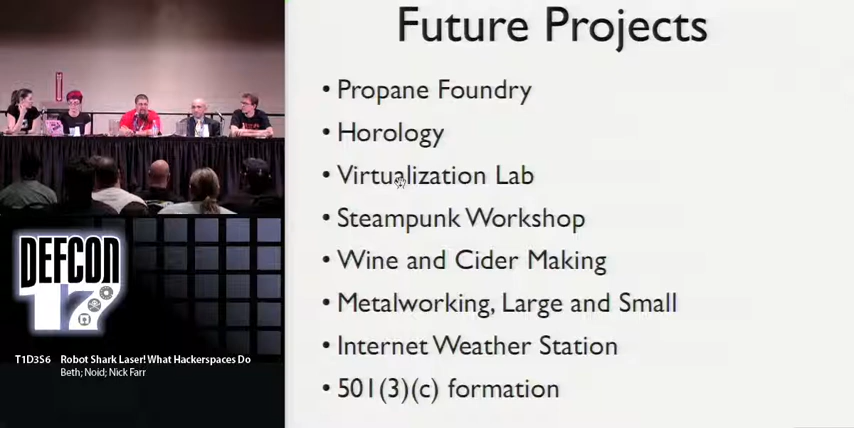 Future Projects
• Propane Foundry
• Horology
• Virtualization Lab
• Steampunk Workshop
• Wine and Cider Making
• Metalworking, Large and Small
• Internet Weather Station
• 501(3)(c) formation
DEFCON
17
T1D3S6 Robot Shark Laser! What Hackerspaces Do
Beth; Noid; Nick Farr